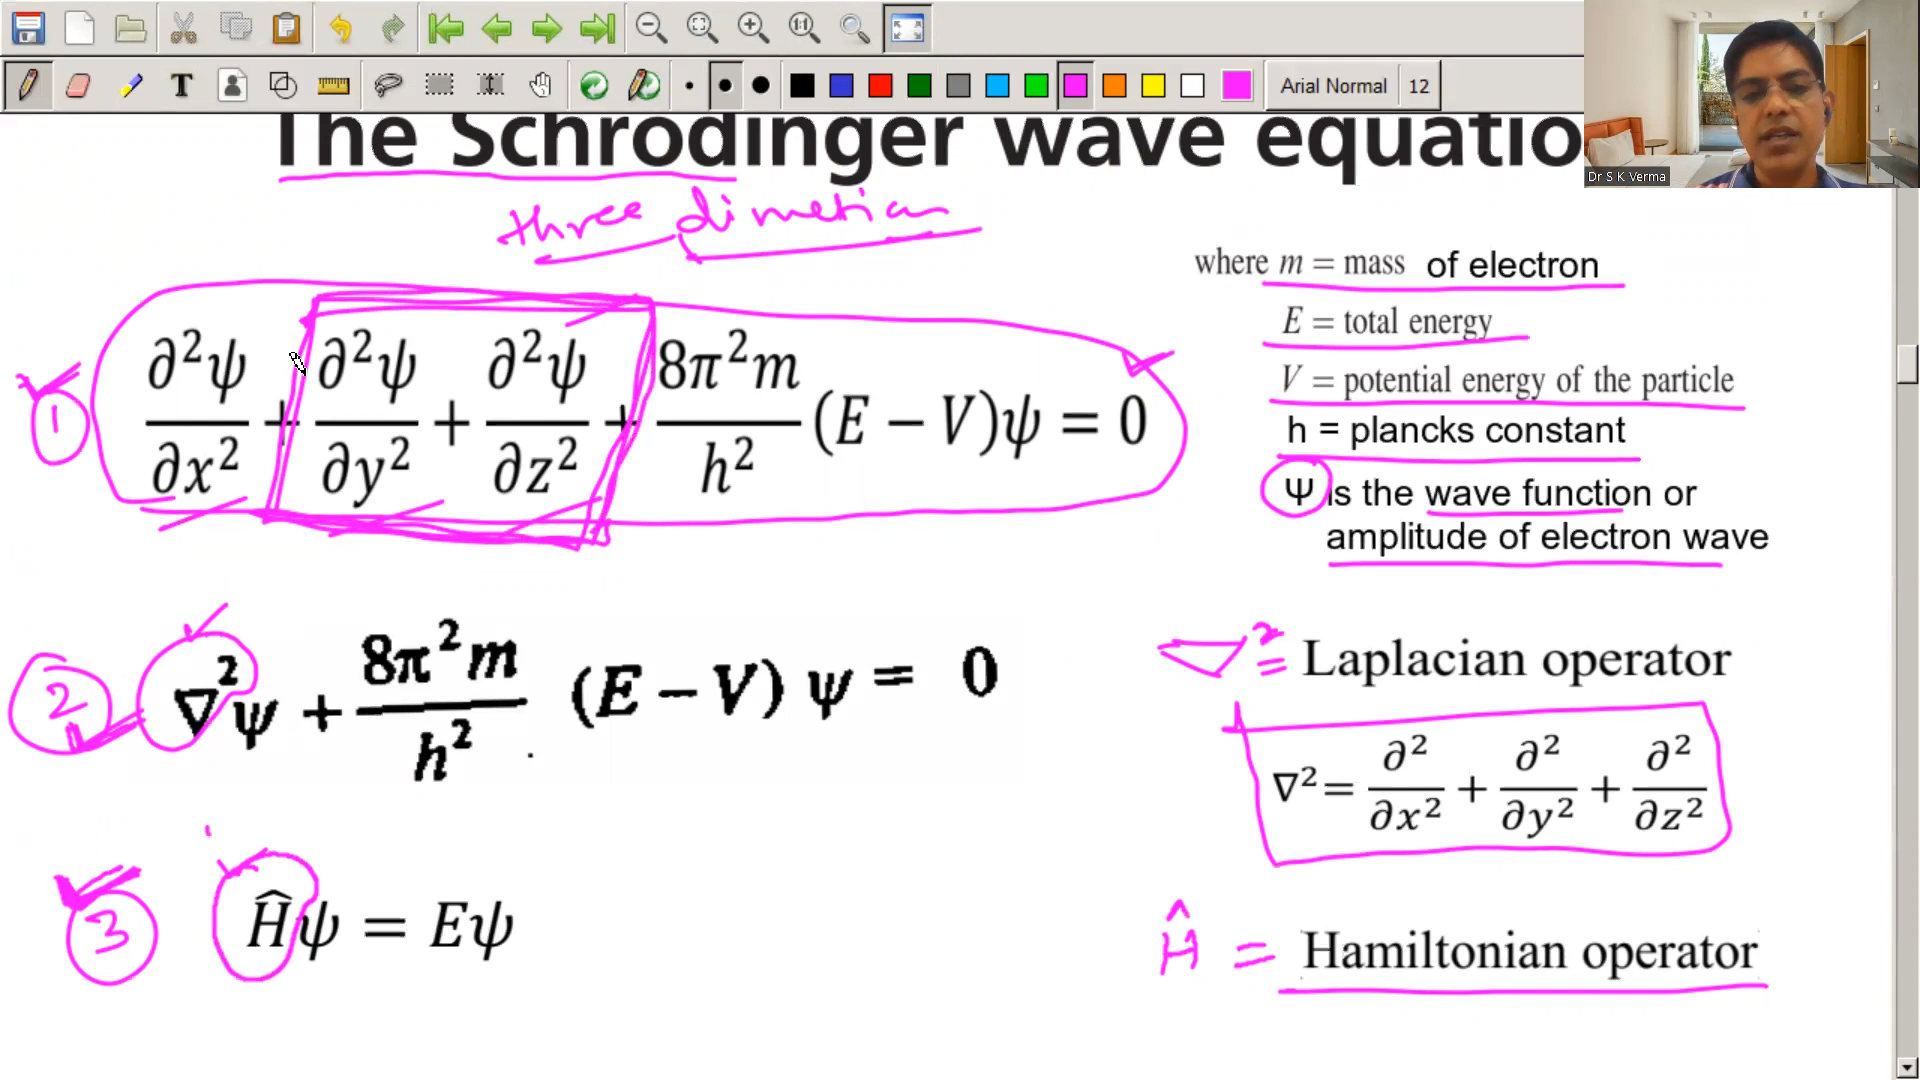 T
Arial Normal 12
Dr S K Verma
The Schrodinger wave equatio
three dimetion
where m = mass of electron
E = total energy
V = potential energy of the particle
h = plancks constant
Ψ is the wave function or
amplitude of electron wave
1
∂²ψ/∂x² + ∂²ψ/∂y² + ∂²ψ/∂z² + 8π²m/h² (E − V)ψ = 0
2
∇²ψ + 8π²m/h² (E − V) ψ = 0
∇² = Laplacian operator
∇² = ∂²/∂x² + ∂²/∂y² + ∂²/∂z²
3
Ĥψ = Eψ
Ĥ = Hamiltonian operator